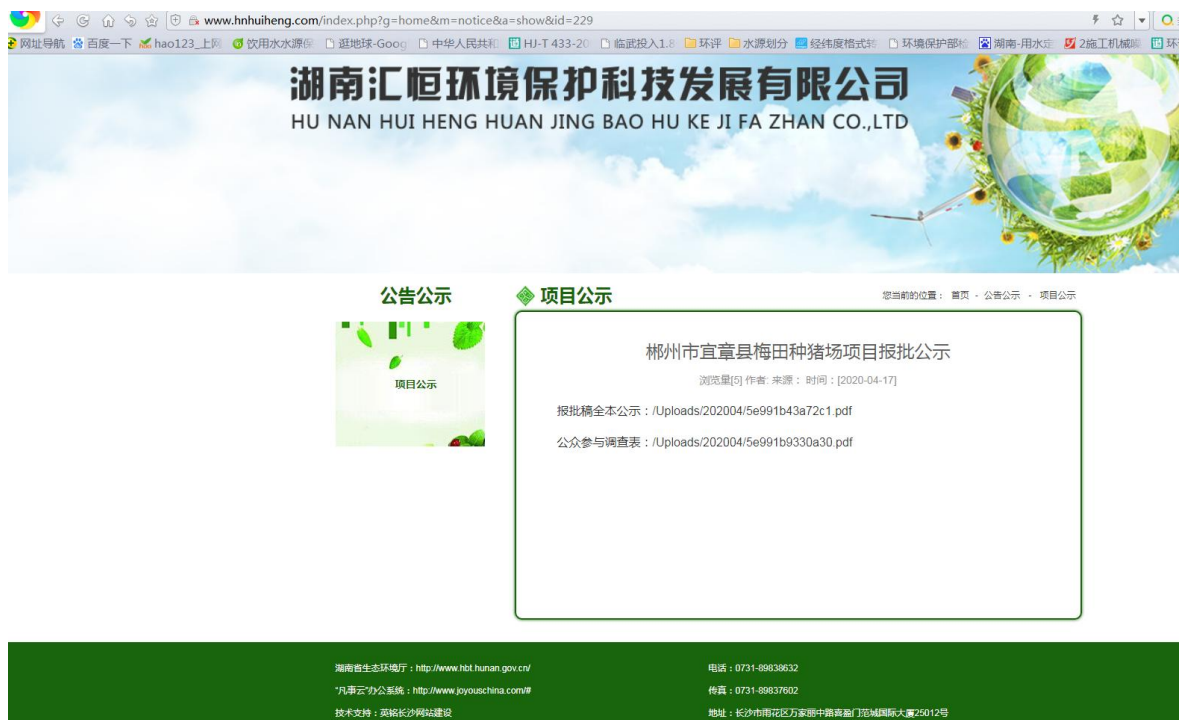 www.hnhuiheng.com/index.php?g=home&m=notice&a=show&id=229
网址导航 百度一下 hao123_上网 饮用水水源保 逛地球-Goog 中华人民共和 HJ-T 433-20 临武投入1.8 环评 水源划分 经纬度格式转 环境保护部 湖南-用水定 2施工机械 环
湖南汇恒环境保护科技发展有限公司
HU NAN HUI HENG HUAN JING BAO HU KE JI FA ZHAN CO.,LTD
公告公示
项目公示
项目公示
您当前的位置： 首页 - 公告公示 - 项目公示
郴州市宜章县梅田种猪场项目报批公示
浏览量[5] 作者: 来源： 时间：[2020-04-17]
报批稿全本公示：/Uploads/202004/5e991b43a72c1.pdf
公众参与调查表：/Uploads/202004/5e991b9330a30.pdf
湖南省生态环境厅：http://www.hbt.hunan.gov.cn/
"凡事云"办公系统：http://www.joyouschina.com/#
技术支持：英铭长沙网站建设
电话：0731-89838632
传真：0731-89837602
地址：长沙市雨花区万家丽中路喜盈门范城国际大厦25012号